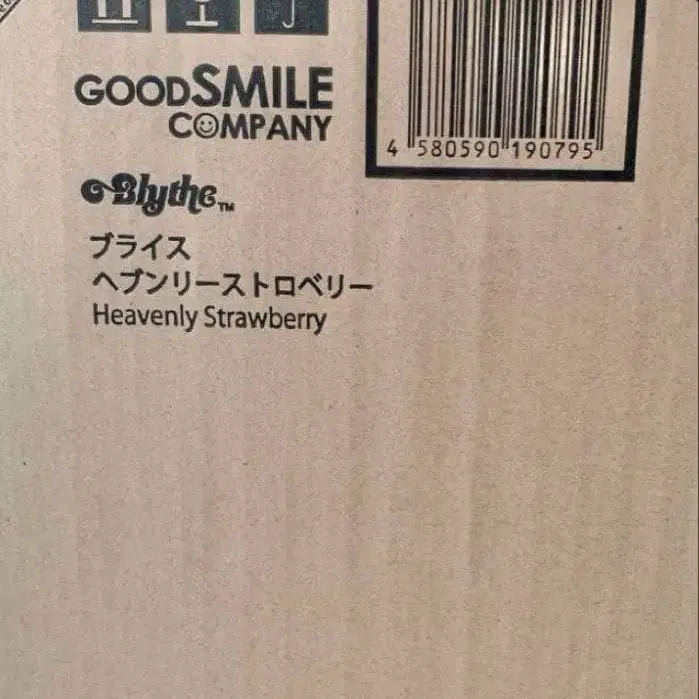 GOODSMILE
COMPANY
4 580590 190795
Blythe™
ブライス
ヘブンリーストロベリー
Heavenly Strawberry